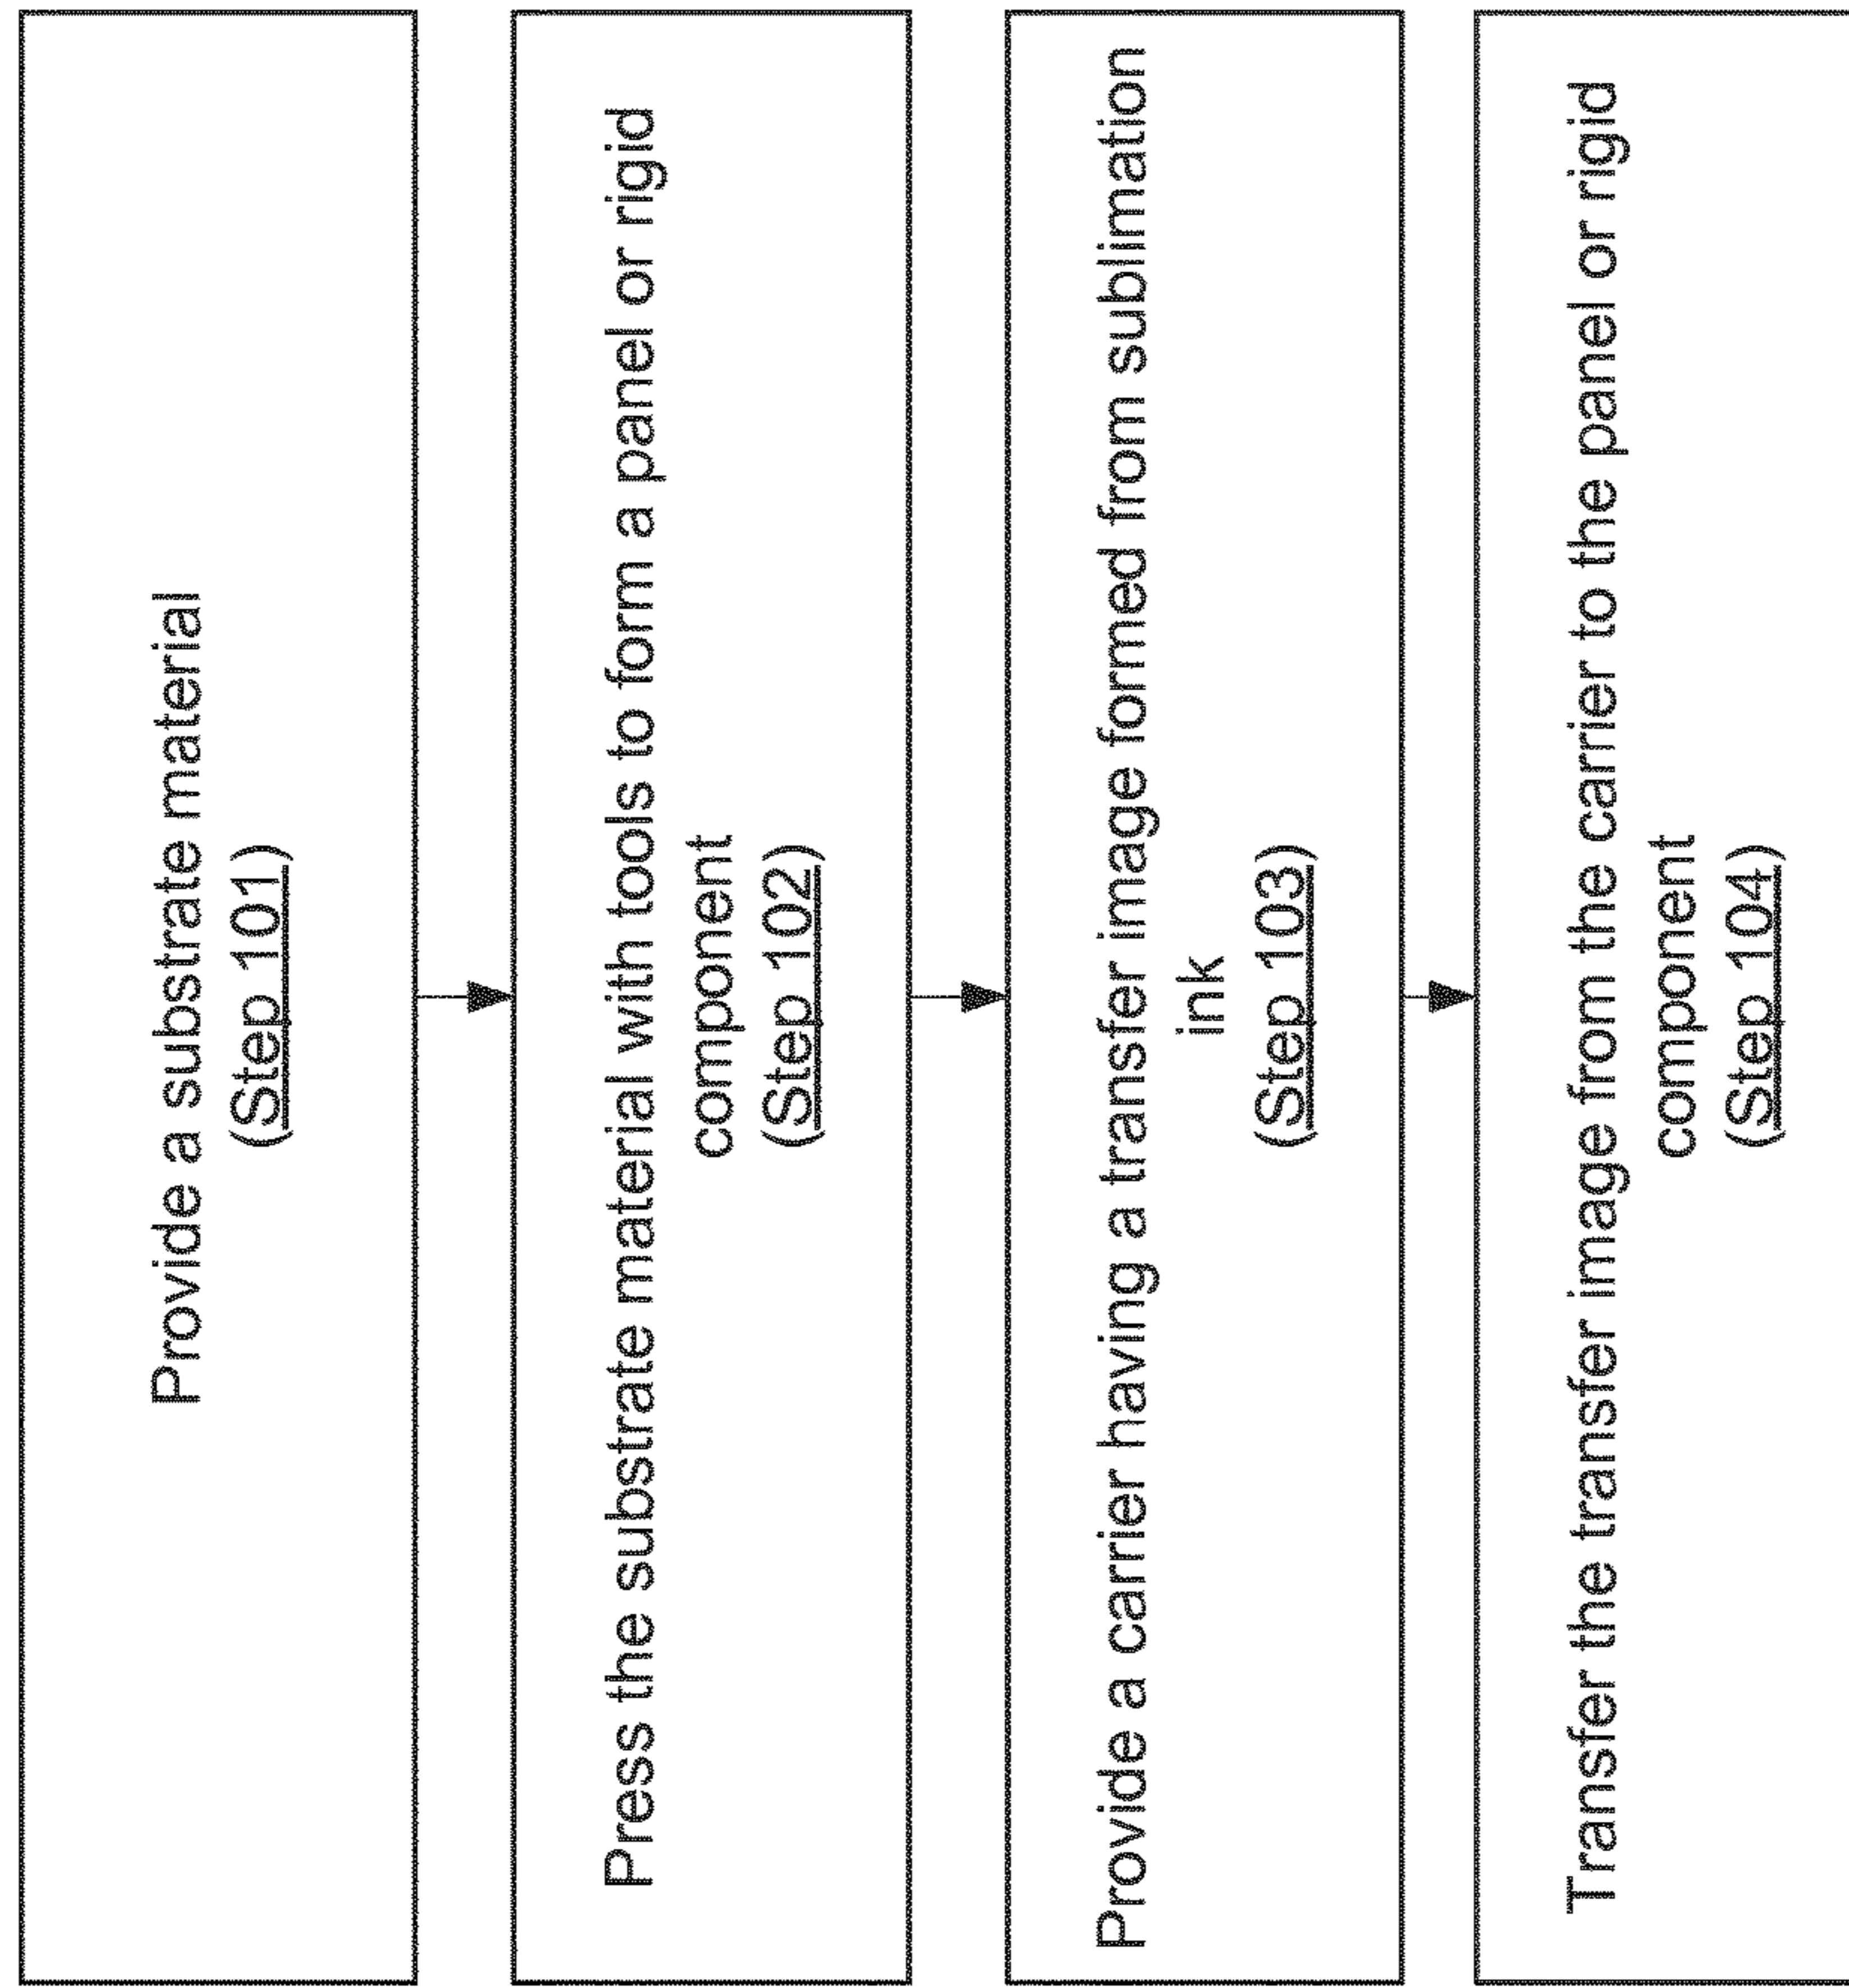 Provide a substrate material
(Step 101)
Press the substrate material with tools to form a panel or rigid
component
(Step 102)
Provide a carrier having a transfer image formed from sublimation
ink
(Step 103)
Transfer the transfer image from the carrier to the panel or rigid
component
(Step 104)